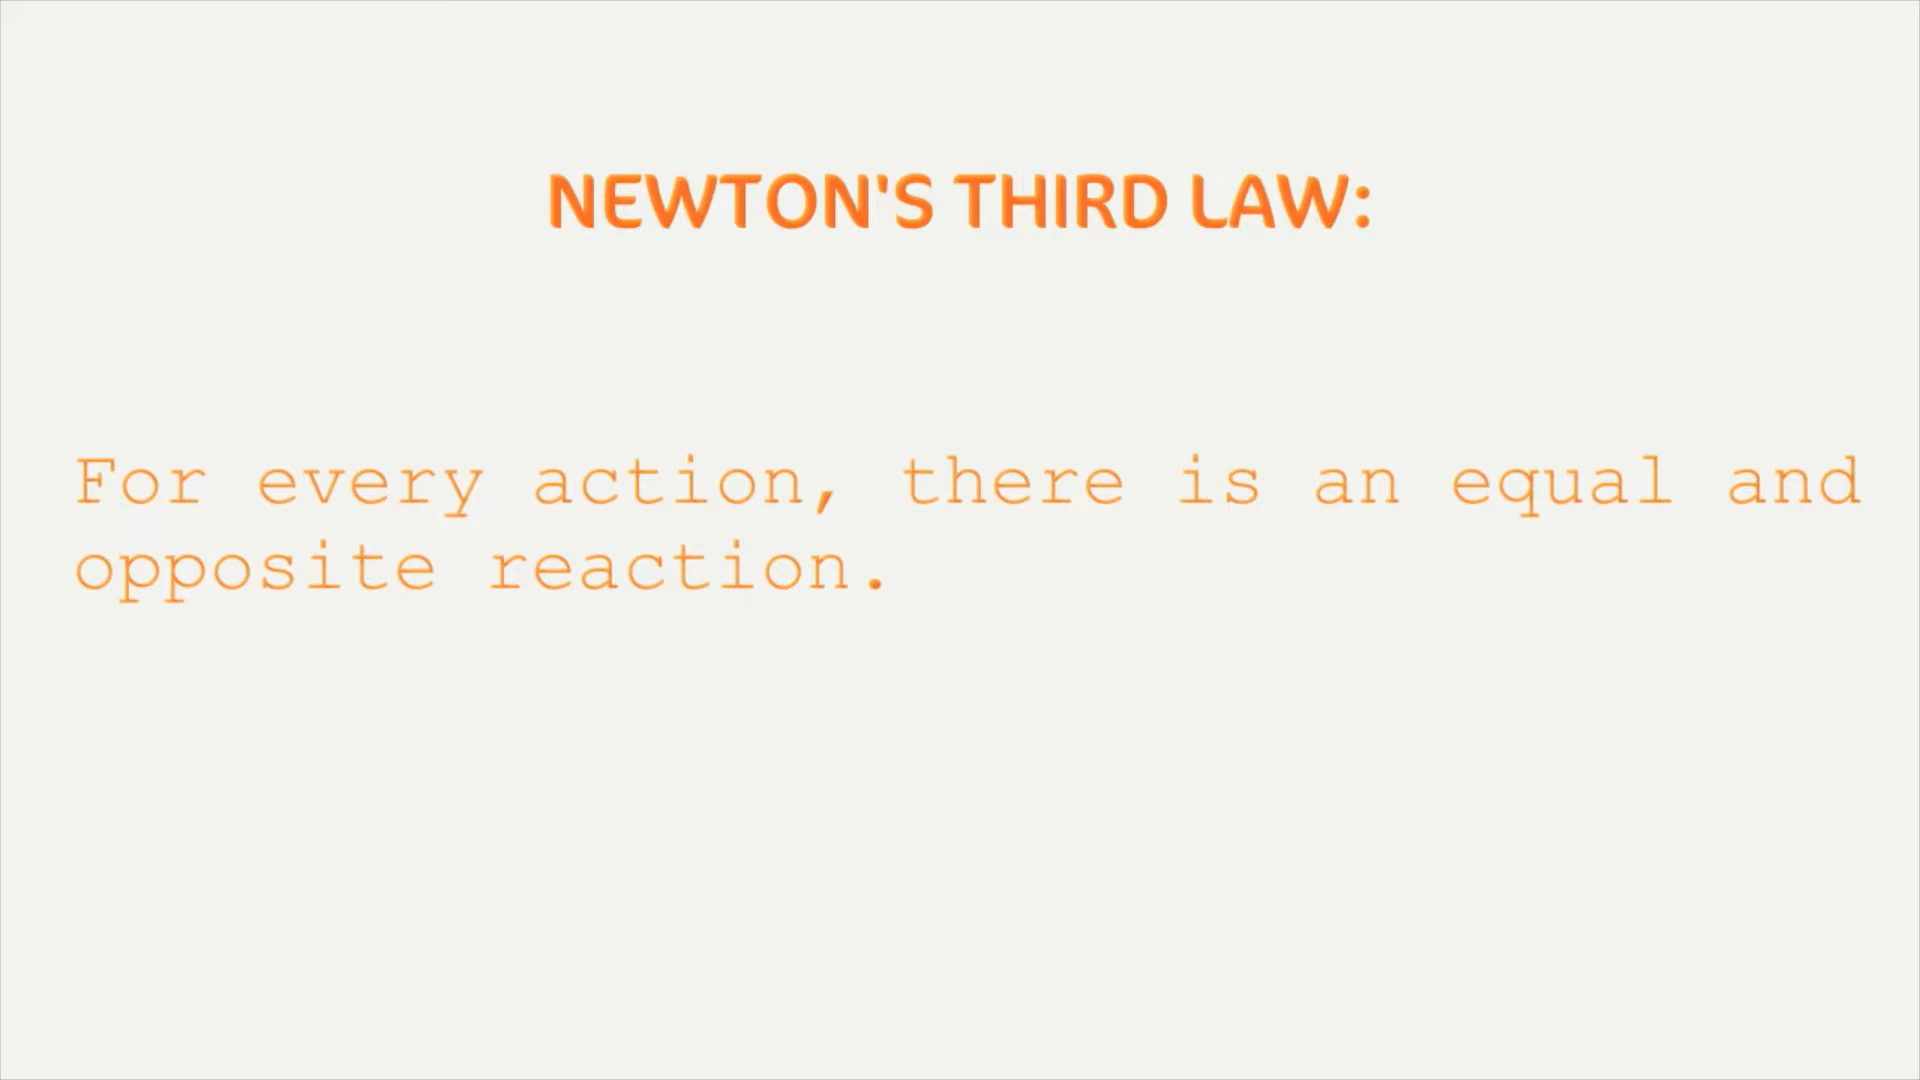 NEWTON'S THIRD LAW:
For every action, there is an equal and
opposite reaction.